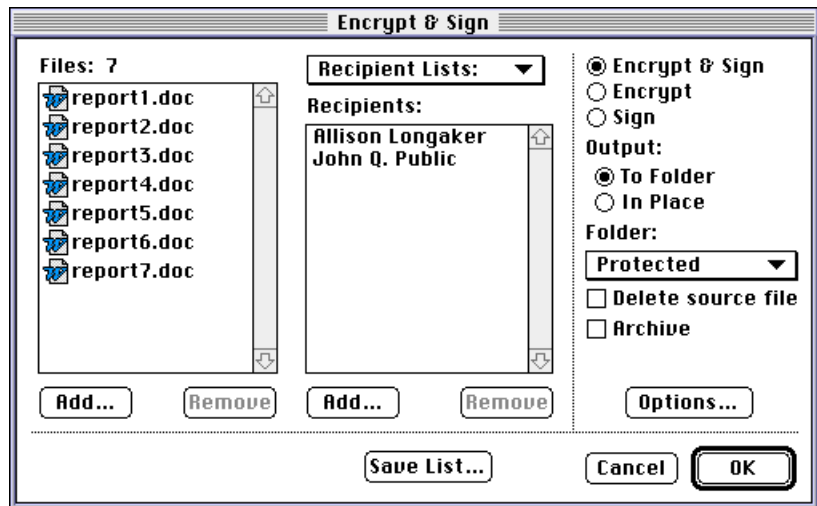 Encrypt & Sign
Files: 7
report1.doc
report2.doc
report3.doc
report4.doc
report5.doc
report6.doc
report7.doc
Add...
Remove
Recipient Lists:
Recipients:
Allison Longaker
John Q. Public
Add...
Remove
Encrypt & Sign
Encrypt
Sign
Output:
To Folder
In Place
Folder:
Protected
Delete source file
Archive
Options...
Save List...
Cancel
OK